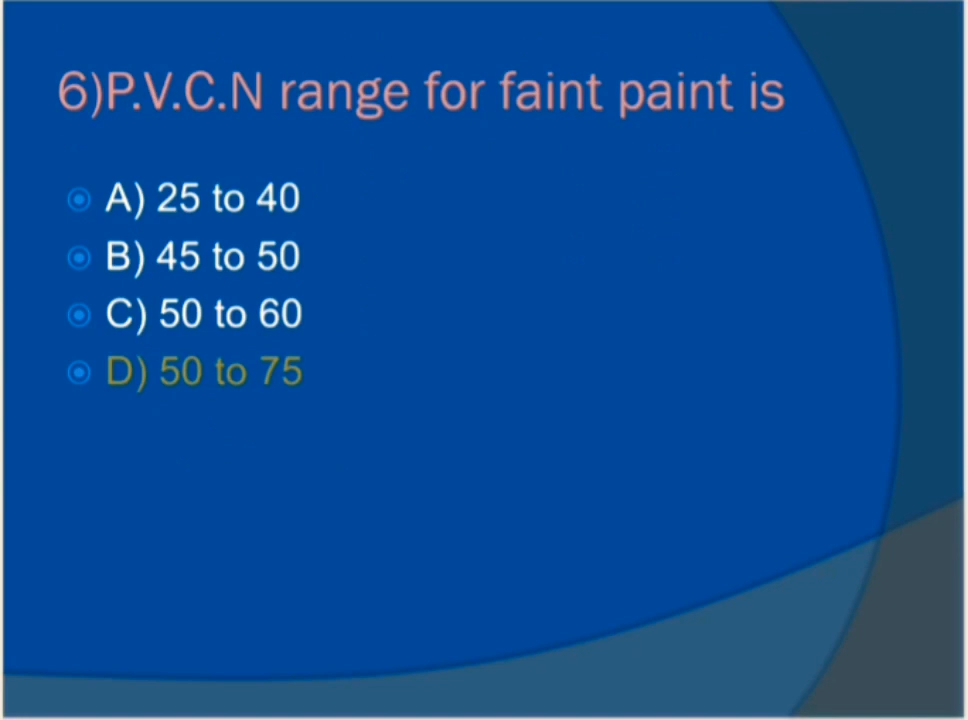 6)P.V.C.N range for faint paint is
A) 25 to 40
B) 45 to 50
C) 50 to 60
D) 50 to 75